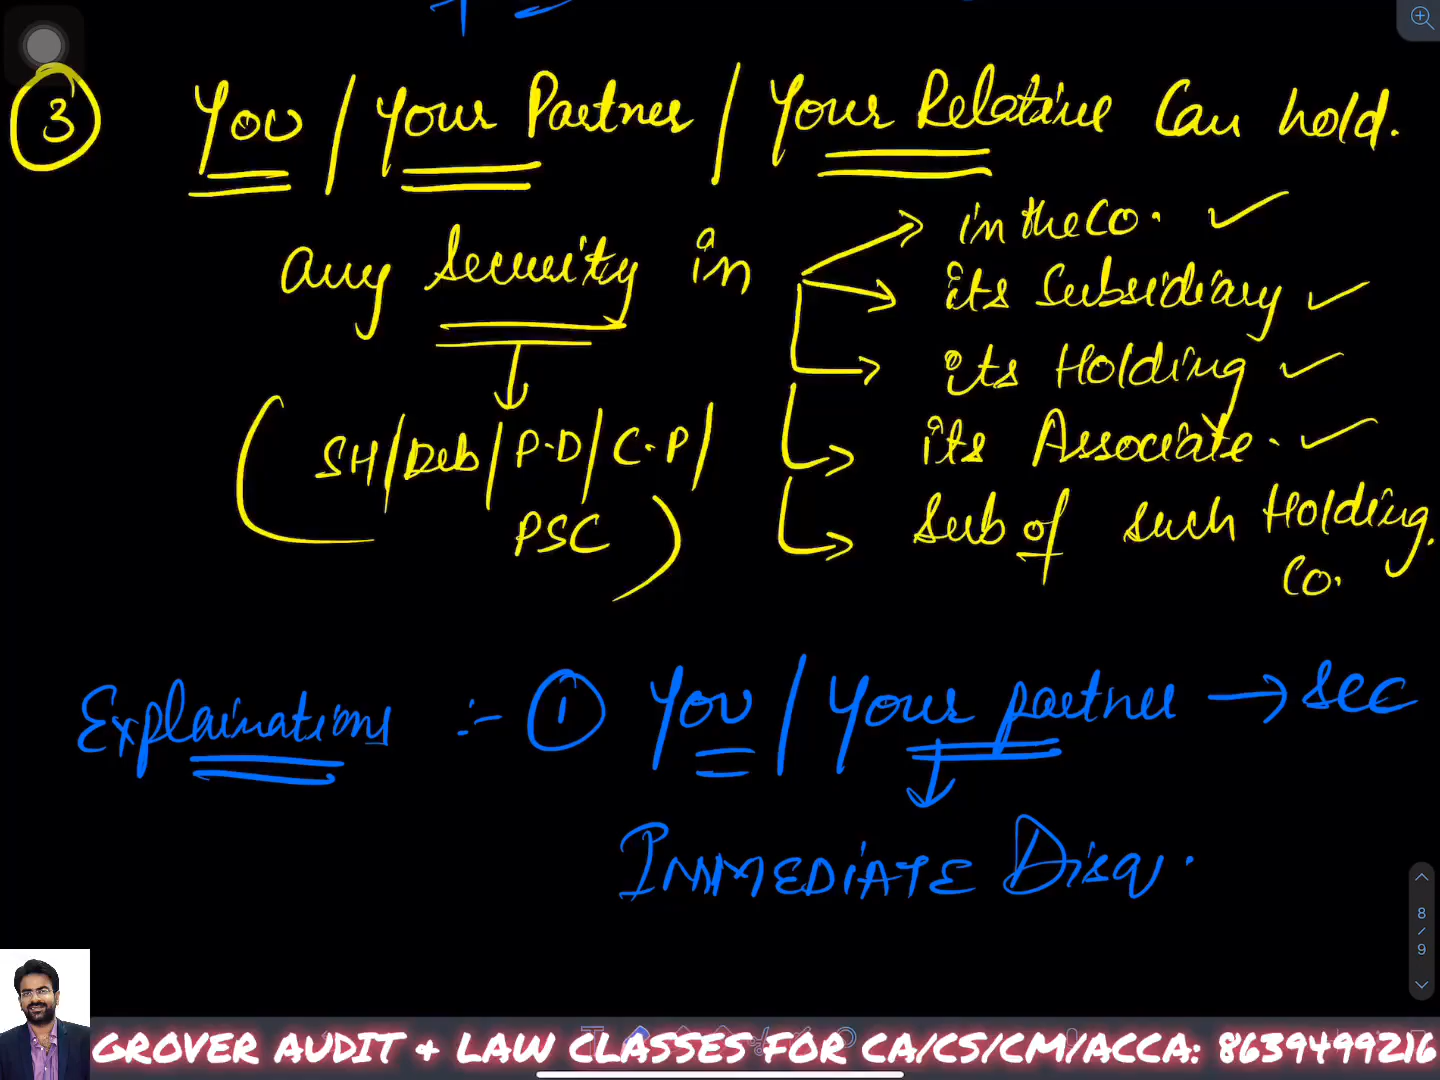 3 You / Your Partner / Your Relative Can hold.
any Security in
in the Co.
its Subsidiary
its Holding
its Associate.
Sub of such Holding Co.
(SH/Deb/P.D/C.P/
PSC)
Explainations :- 1 You / Your partner → sec
IMMEDIATE Disq.
8
/
9
GROVER AUDIT + LAW CLASSES FOR CA/CS/CM/ACCA: 8639499216